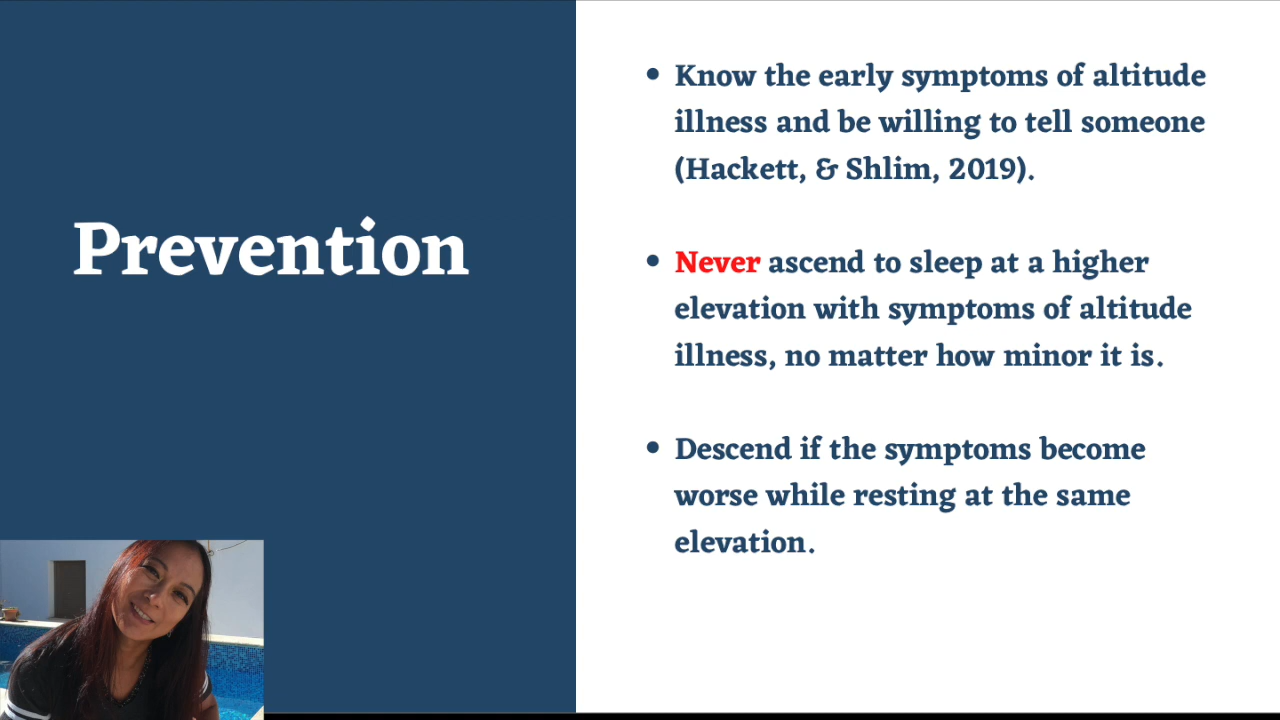 Prevention
• Know the early symptoms of altitude
illness and be willing to tell someone
(Hackett, & Shlim, 2019).
• Never ascend to sleep at a higher
elevation with symptoms of altitude
illness, no matter how minor it is.
• Descend if the symptoms become
worse while resting at the same
elevation.